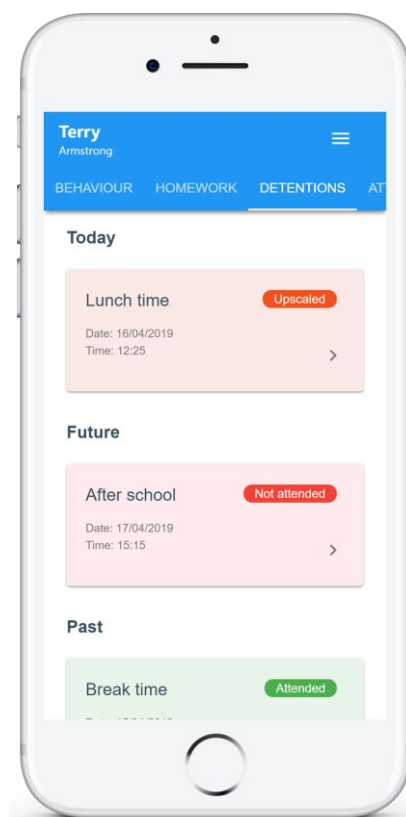 Terry
Armstrong
BEHAVIOUR HOMEWORK DETENTIONS
Today
Lunch time Upscaled
Date: 16/04/2019
Time: 12:25
Future
After school Not attended
Date: 17/04/2019
Time: 15:15
Past
Break time Attended